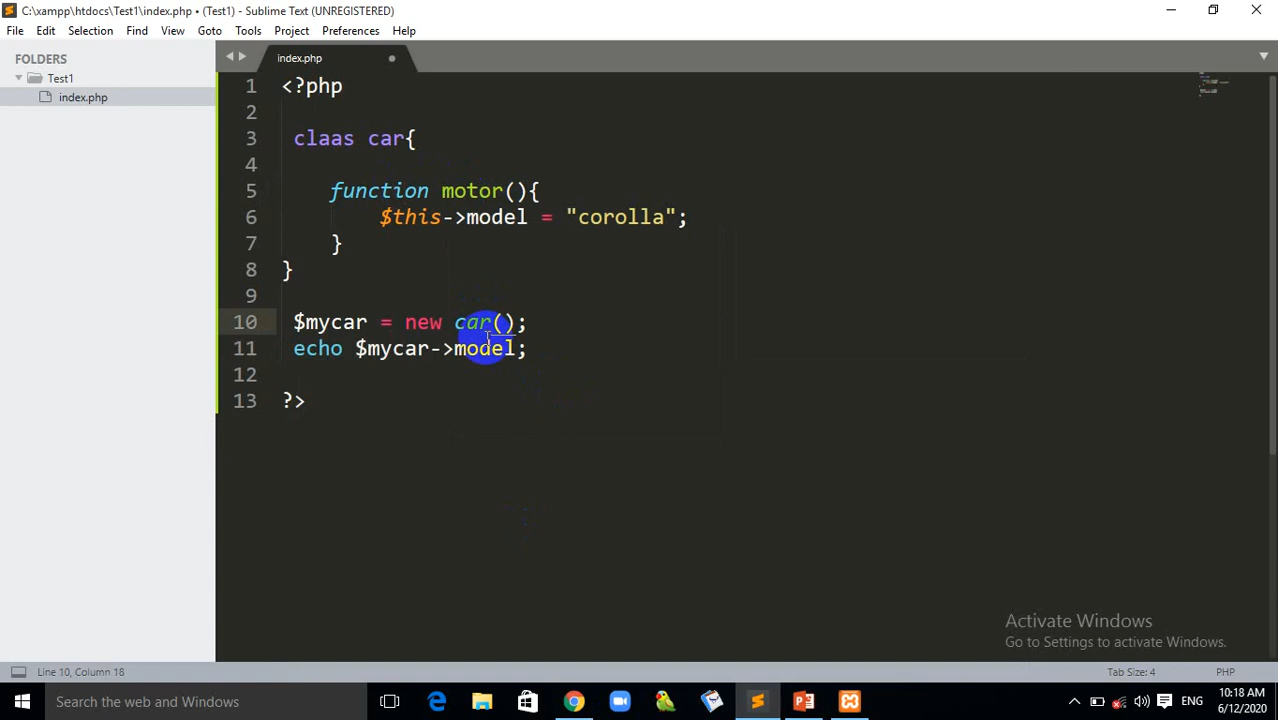 C:\xampp\htdocs\Test1\index.php • (Test1) - Sublime Text (UNREGISTERED)
File Edit Selection Find View Goto Tools Project Preferences Help
FOLDERS
Test1
index.php
index.php
1 <?php
2
3 claas car{
4
5 function motor(){
6 $this->model = "corolla";
7 }
8 }
9
10 $mycar = new car();
11 echo $mycar->model;
12
13 ?>
Activate Windows
Go to Settings to activate Windows.
Line 10, Column 18 Tab Size: 4 PHP
Search the web and Windows
ENG
10:18 AM
6/12/2020